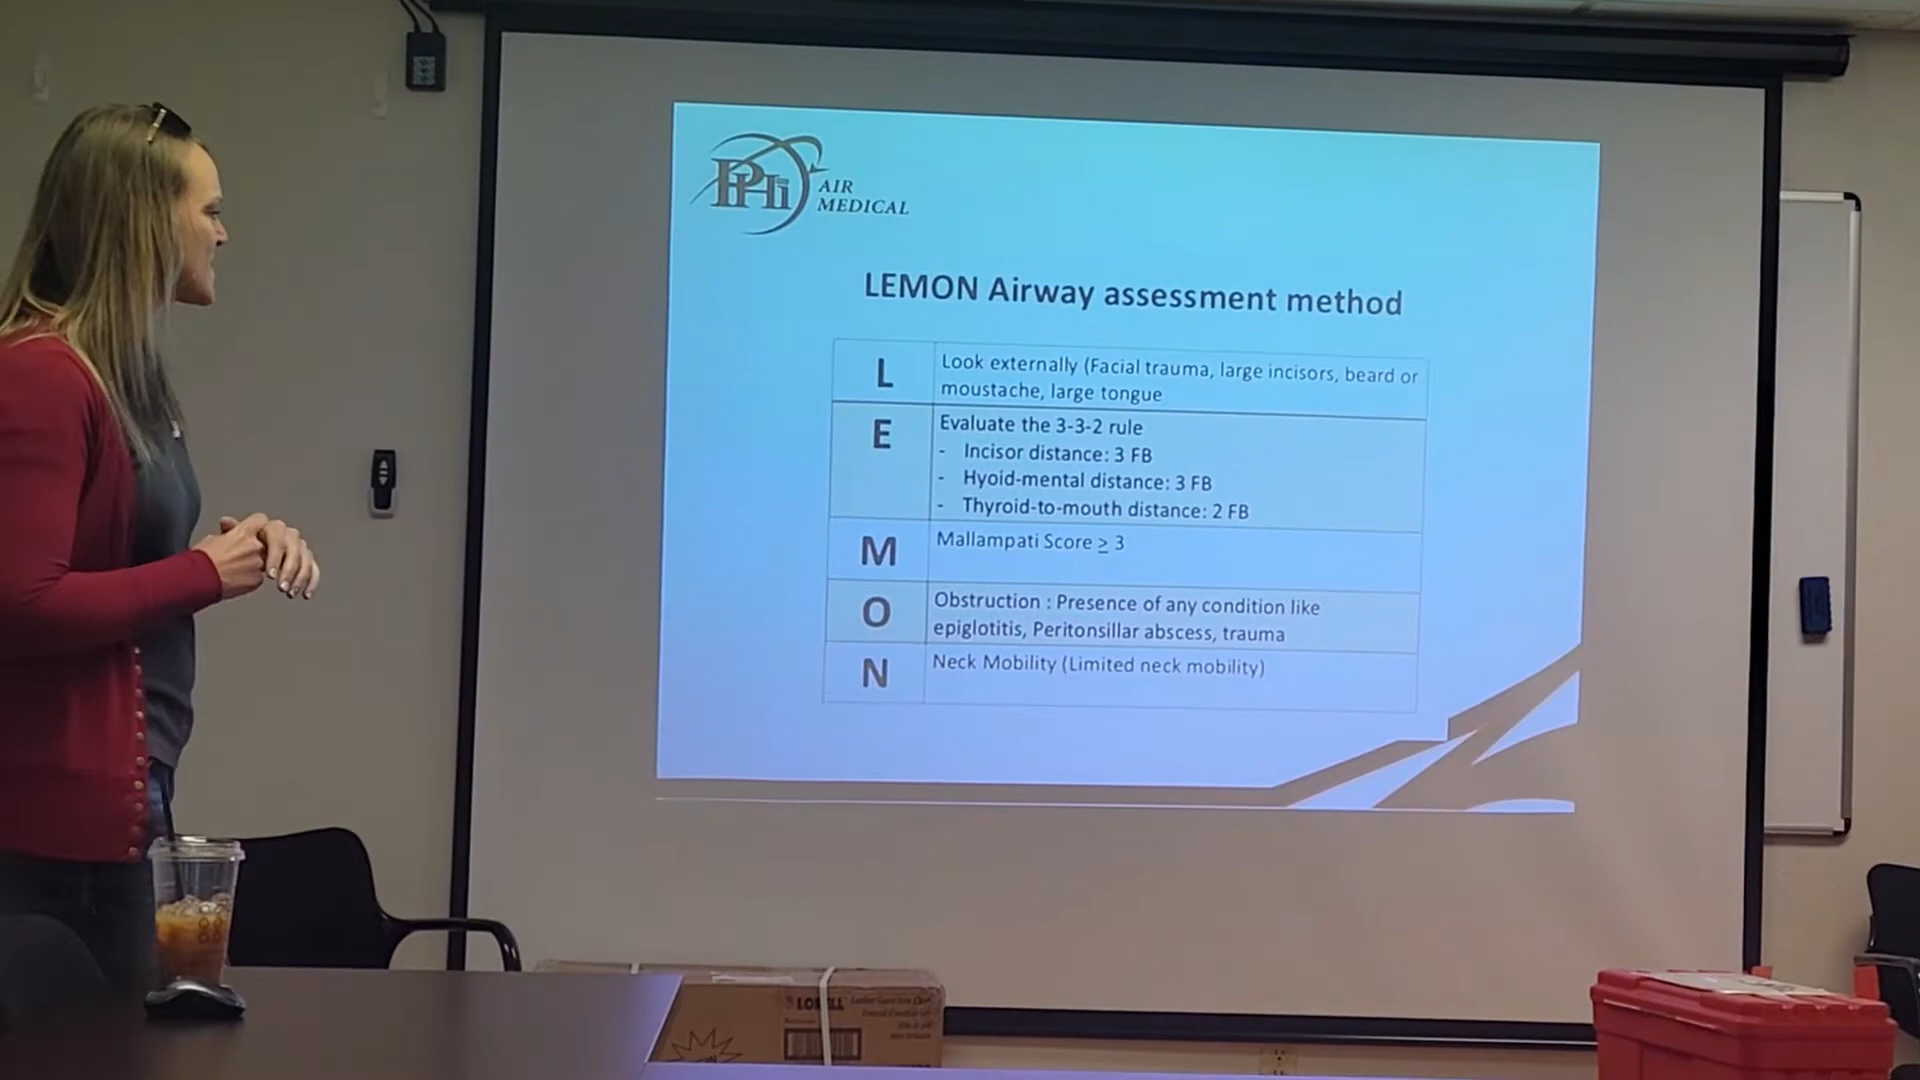 PHi AIR
MEDICAL
LEMON Airway assessment method
L
Look externally (Facial trauma, large incisors, beard or
moustache, large tongue
E
Evaluate the 3-3-2 rule
- Incisor distance: 3 FB
- Hyoid-mental distance: 3 FB
- Thyroid-to-mouth distance: 2 FB
M
Mallampati Score ≥ 3
O
Obstruction : Presence of any condition like
epiglotitis, Peritonsillar abscess, trauma
N
Neck Mobility (Limited neck mobility)